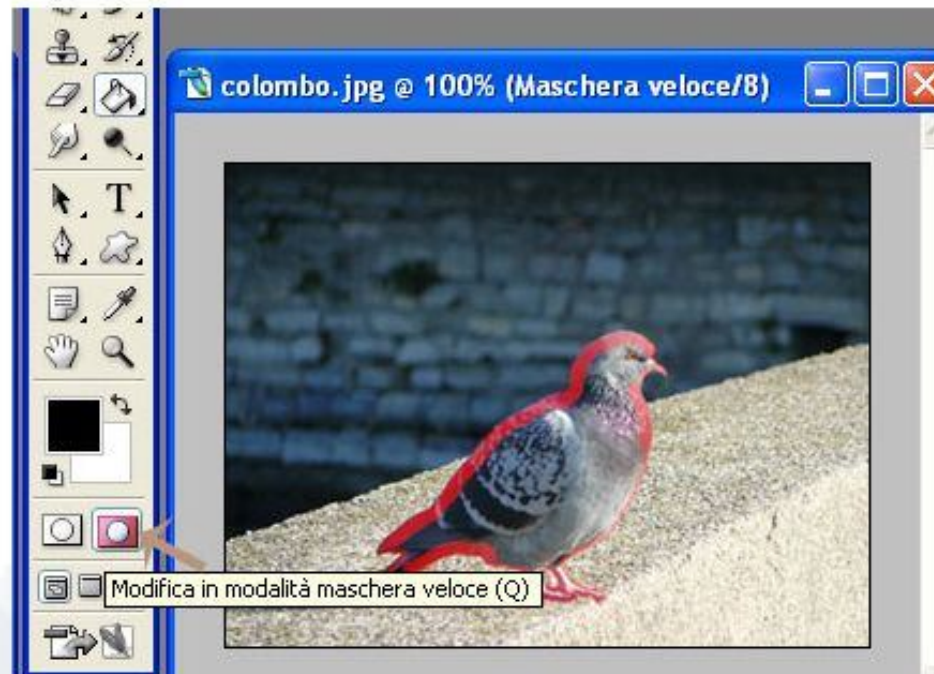 colombo.jpg @ 100% (Maschera veloce/8)
T
Modifica in modalità maschera veloce (Q)